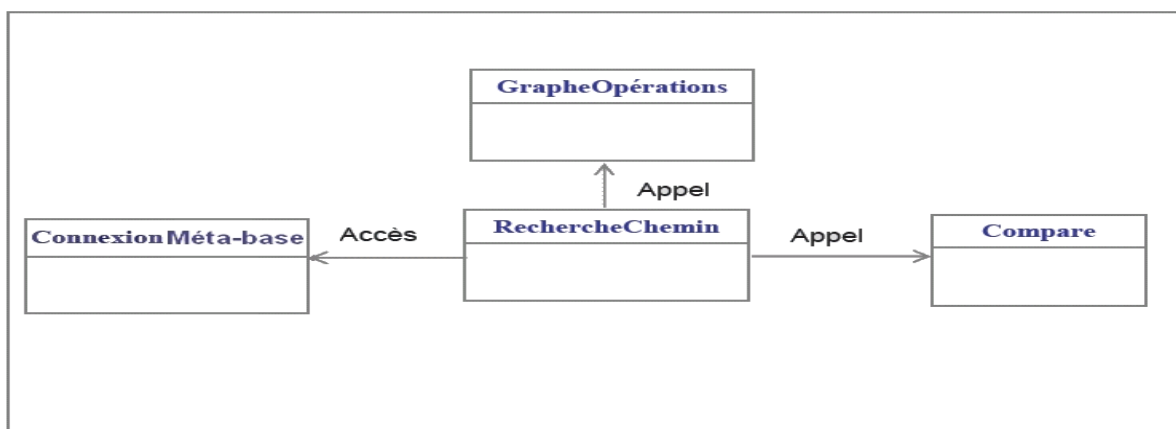 GrapheOpérations
Appel
ConnexionMéta-base
Accès
RechercheChemin
Appel
Compare